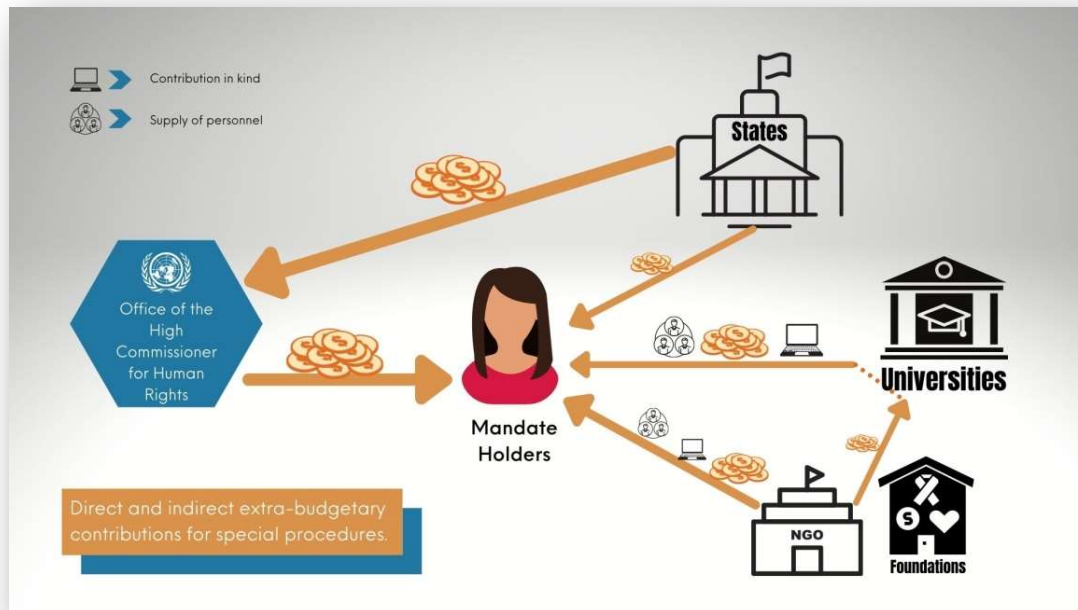 Contribution in kind
Supply of personnel
States
Office of the
High
Commissioner
for Human
Rights
Mandate
Holders
Universities
NGO
Foundations
Direct and indirect extra-budgetary
contributions for special procedures.